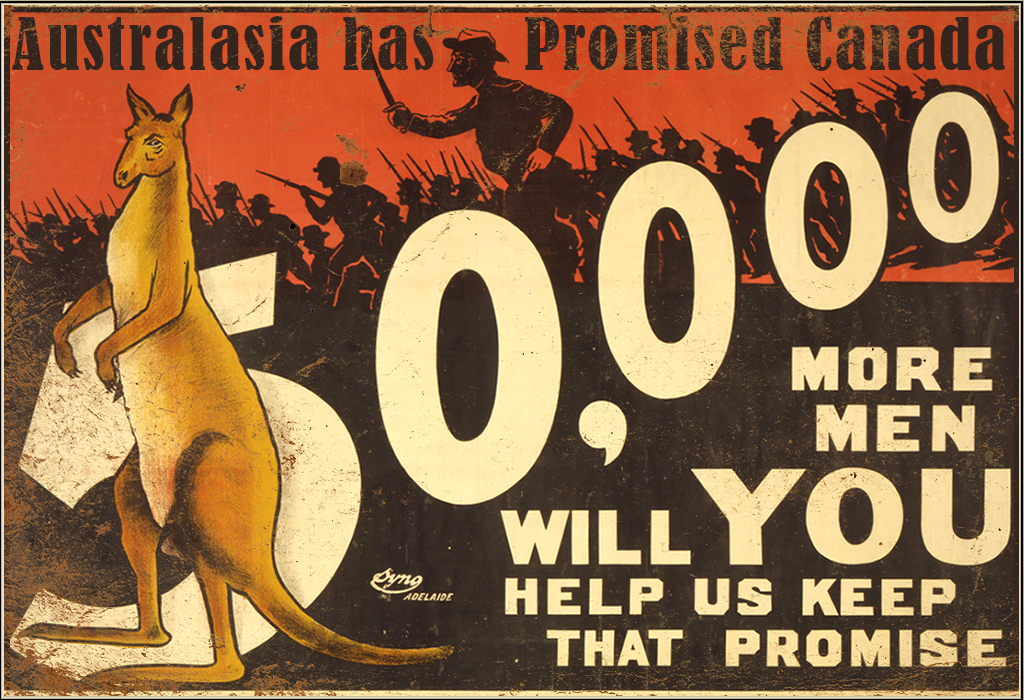 Australasia has Promised Canada
50,000
MORE
MEN
WILL YOU
HELP US KEEP
THAT PROMISE
Syng
ADELAIDE